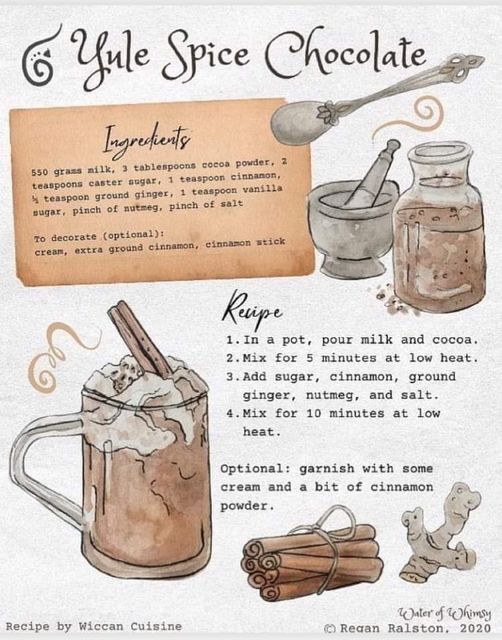 Yule Spice Chocolate
Ingredients
550 grams milk, 3 tablespoons cocoa powder, 2
teaspoons caster sugar, 1 teaspoon cinnamon,
½ teaspoon ground ginger, 1 teaspoon vanilla
sugar, pinch of nutmeg, pinch of salt
To decorate (optional):
cream, extra ground cinnamon, cinnamon stick
Recipe
1. In a pot, pour milk and cocoa.
2. Mix for 5 minutes at low heat.
3. Add sugar, cinnamon, ground
ginger, nutmeg, and salt.
4. Mix for 10 minutes at low
heat.
Optional: garnish with some
cream and a bit of cinnamon
powder.
Water of Whimsy
Recipe by Wiccan Cuisine
© Regan Ralston, 2020